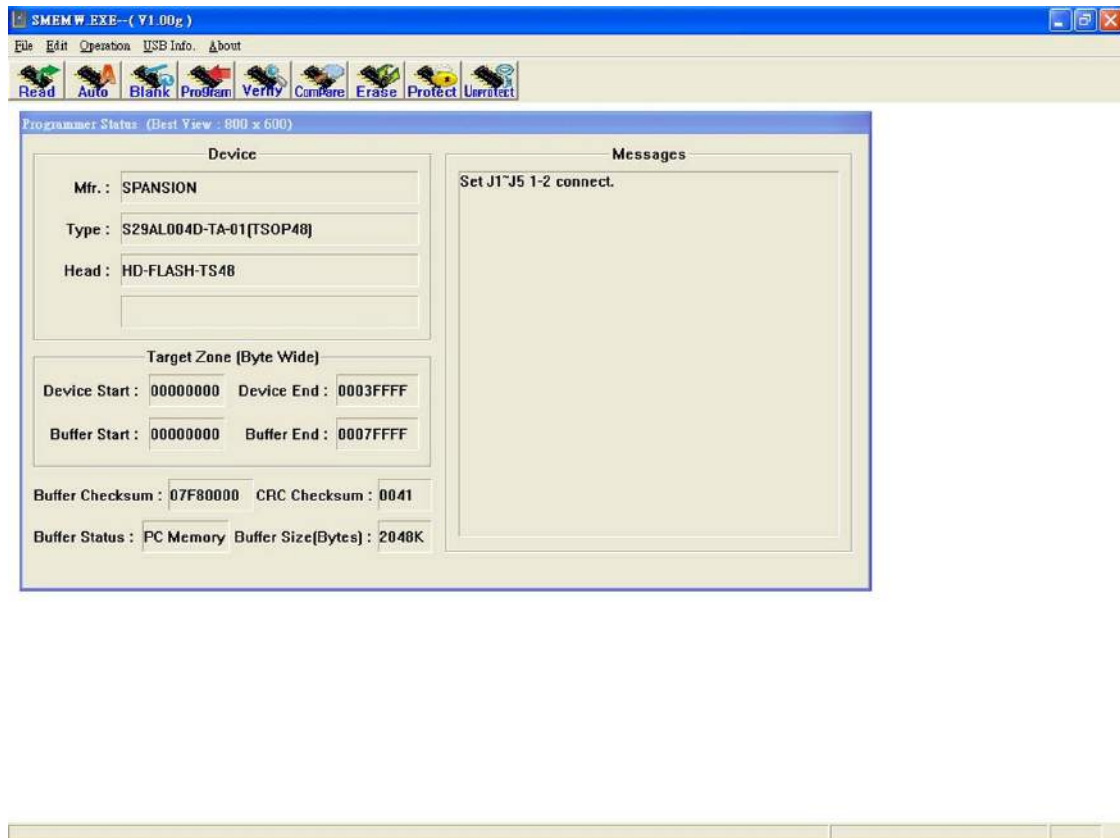 SMEMW.EXE--( V1.00g )
File Edit Operation USB Info. About
Read Auto Blank Program Verify Compare Erase Protect Unprotect
Programmer Status (Best View : 800 x 600)
Device
Mfr. : SPANSION
Type : S29AL004D-TA-01(TSOP48)
Head : HD-FLASH-TS48
Target Zone (Byte Wide)
Device Start : 00000000 Device End : 0003FFFF
Buffer Start : 00000000 Buffer End : 0007FFFF
Buffer Checksum : 07F80000 CRC Checksum : 0041
Buffer Status : PC Memory Buffer Size(Bytes) : 2048K
Messages
Set J1~J5 1-2 connect.